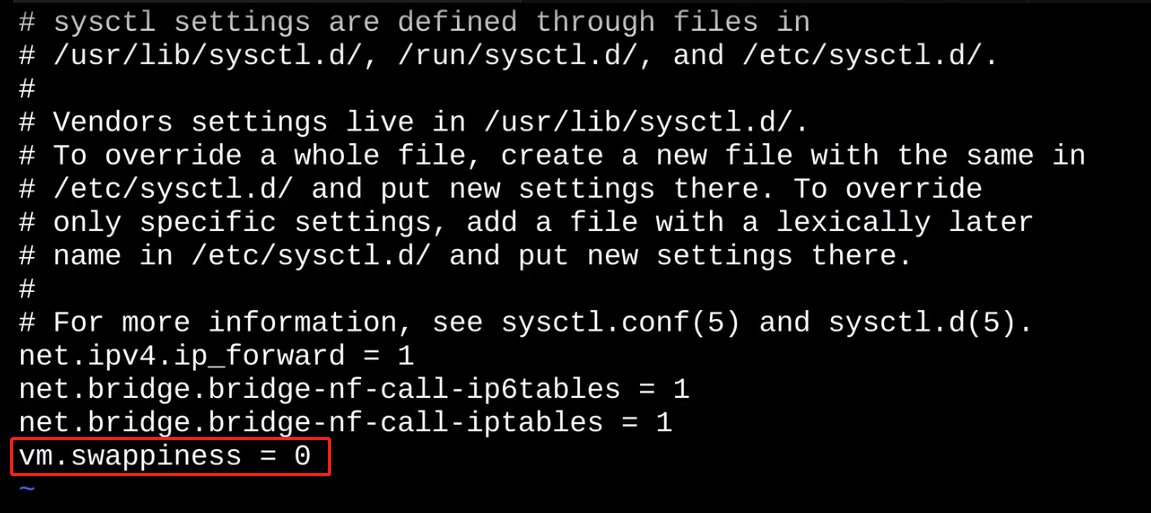 # sysctl settings are defined through files in
# /usr/lib/sysctl.d/, /run/sysctl.d/, and /etc/sysctl.d/.
#
# Vendors settings live in /usr/lib/sysctl.d/.
# To override a whole file, create a new file with the same in
# /etc/sysctl.d/ and put new settings there. To override
# only specific settings, add a file with a lexically later
# name in /etc/sysctl.d/ and put new settings there.
#
# For more information, see sysctl.conf(5) and sysctl.d(5).
net.ipv4.ip_forward = 1
net.bridge.bridge-nf-call-ip6tables = 1
net.bridge.bridge-nf-call-iptables = 1
vm.swappiness = 0
~